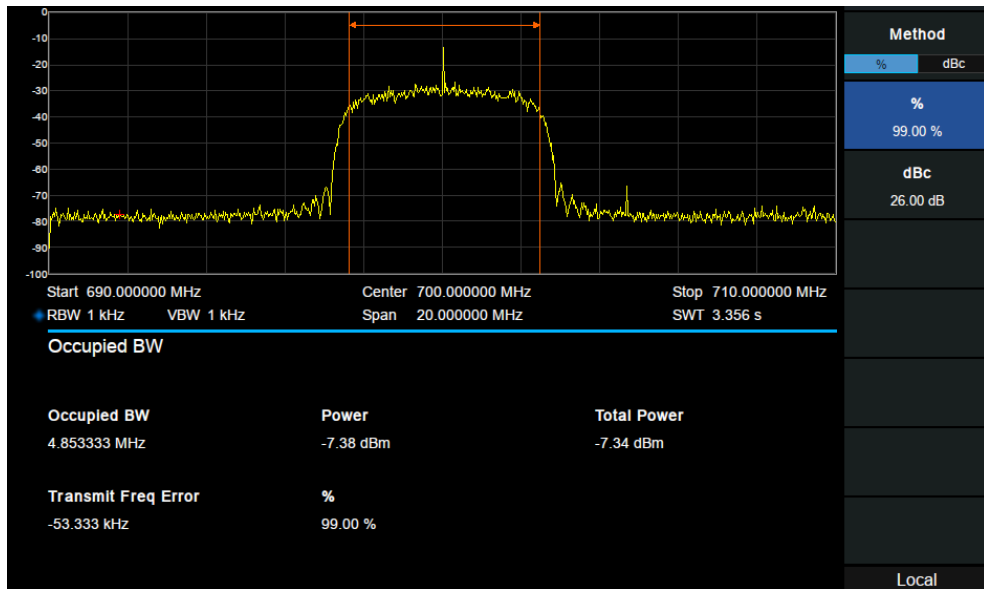 0
-10
-20
-30
-40
-50
-60
-70
-80
-90
-100
Start 690.000000 MHz Center 700.000000 MHz Stop 710.000000 MHz
RBW 1 kHz VBW 1 kHz Span 20.000000 MHz SWT 3.356 s
Occupied BW
Occupied BW Power Total Power
4.853333 MHz -7.38 dBm -7.34 dBm
Transmit Freq Error %
-53.333 kHz 99.00 %
Method
% dBc
%
99.00 %
dBc
26.00 dB
Local